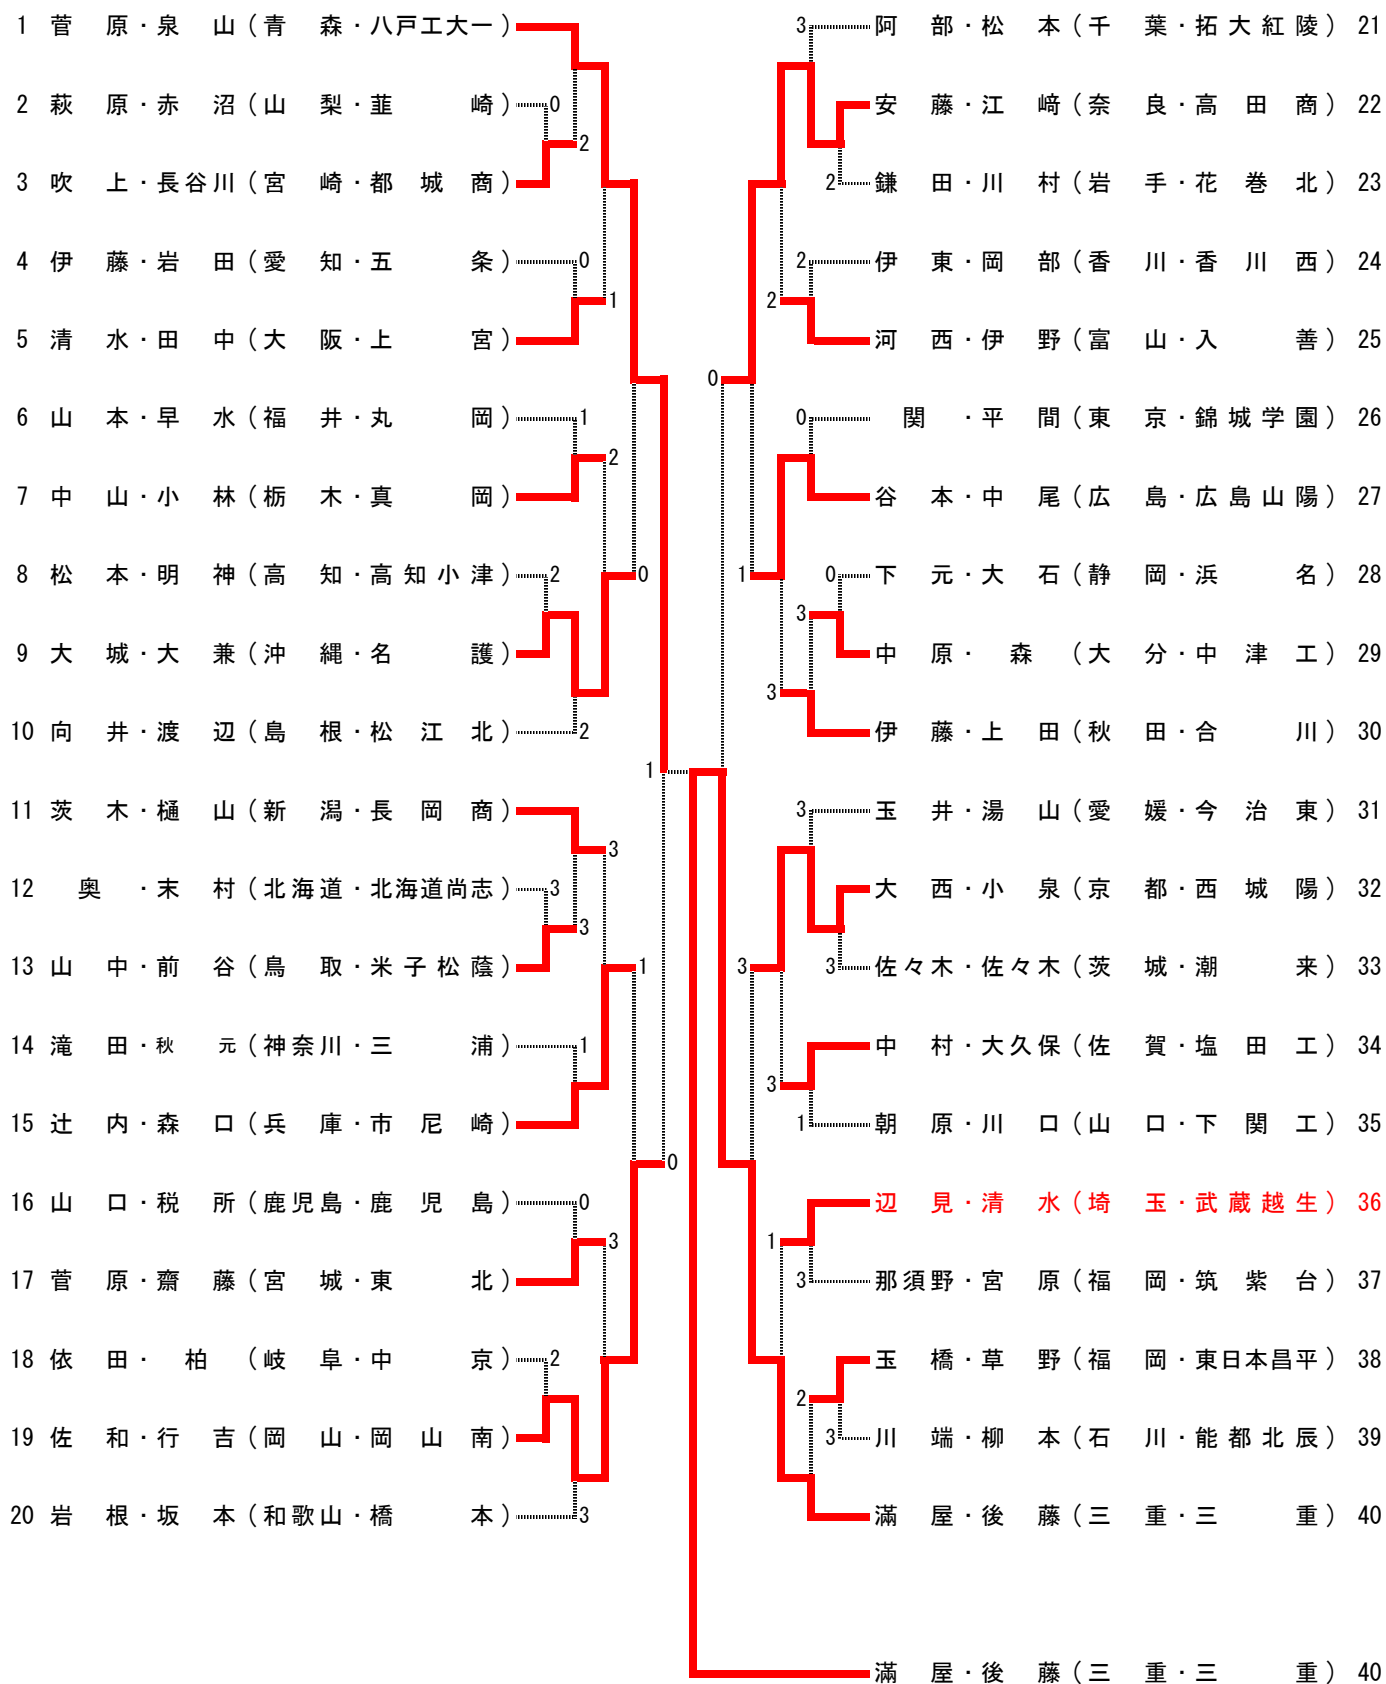 1 菅原・泉山(青森・八戸工大一)
2 萩原・赤沼(山梨・韮崎) 0
2
3 吹上・長谷川(宮崎・都城商)
4 伊藤・岩田(愛知・五条) 0
1
5 清水・田中(大阪・上宮)
6 山本・早水(福井・丸岡) 1
2
7 中山・小林(栃木・真岡)
8 松本・明神(高知・高知小津) 2
0
9 大城・大兼(沖縄・名護)
10 向井・渡辺(島根・松江北) 2
1
11 茨木・樋山(新潟・長岡商)
3
12 奥・末村(北海道・北海道尚志) 3
3
13 山中・前谷(鳥取・米子松蔭)
1
14 滝田・秋元(神奈川・三浦) 1
15 辻内・森口(兵庫・市尼崎)
0
16 山口・税所(鹿児島・鹿児島) 0
3
17 菅原・齋藤(宮城・東北)
18 依田・柏(岐阜・中京) 2
19 佐和・行吉(岡山・岡山南)
20 岩根・坂本(和歌山・橋本) 3
3 阿部・松本(千葉・拓大紅陵) 21
安藤・江﨑(奈良・高田商) 22
2 鎌田・川村(岩手・花巻北) 23
2 伊東・岡部(香川・香川西) 24
2
河西・伊野(富山・入善) 25
0
0 関・平間(東京・錦城学園) 26
谷本・中尾(広島・広島山陽) 27
1
0 下元・大石(静岡・浜名) 28
3
中原・森(大分・中津工) 29
3
伊藤・上田(秋田・合川) 30
3 玉井・湯山(愛媛・今治東) 31
大西・小泉(京都・西城陽) 32
3
3 佐々木・佐々木(茨城・潮来) 33
中村・大久保(佐賀・塩田工) 34
3
1 朝原・川口(山口・下関工) 35
辺見・清水(埼玉・武蔵越生) 36
1
3 那須野・宮原(福岡・筑紫台) 37
玉橋・草野(福岡・東日本昌平) 38
2
3 川端・柳本(石川・能都北辰) 39
満屋・後藤(三重・三重) 40
満屋・後藤(三重・三重) 40